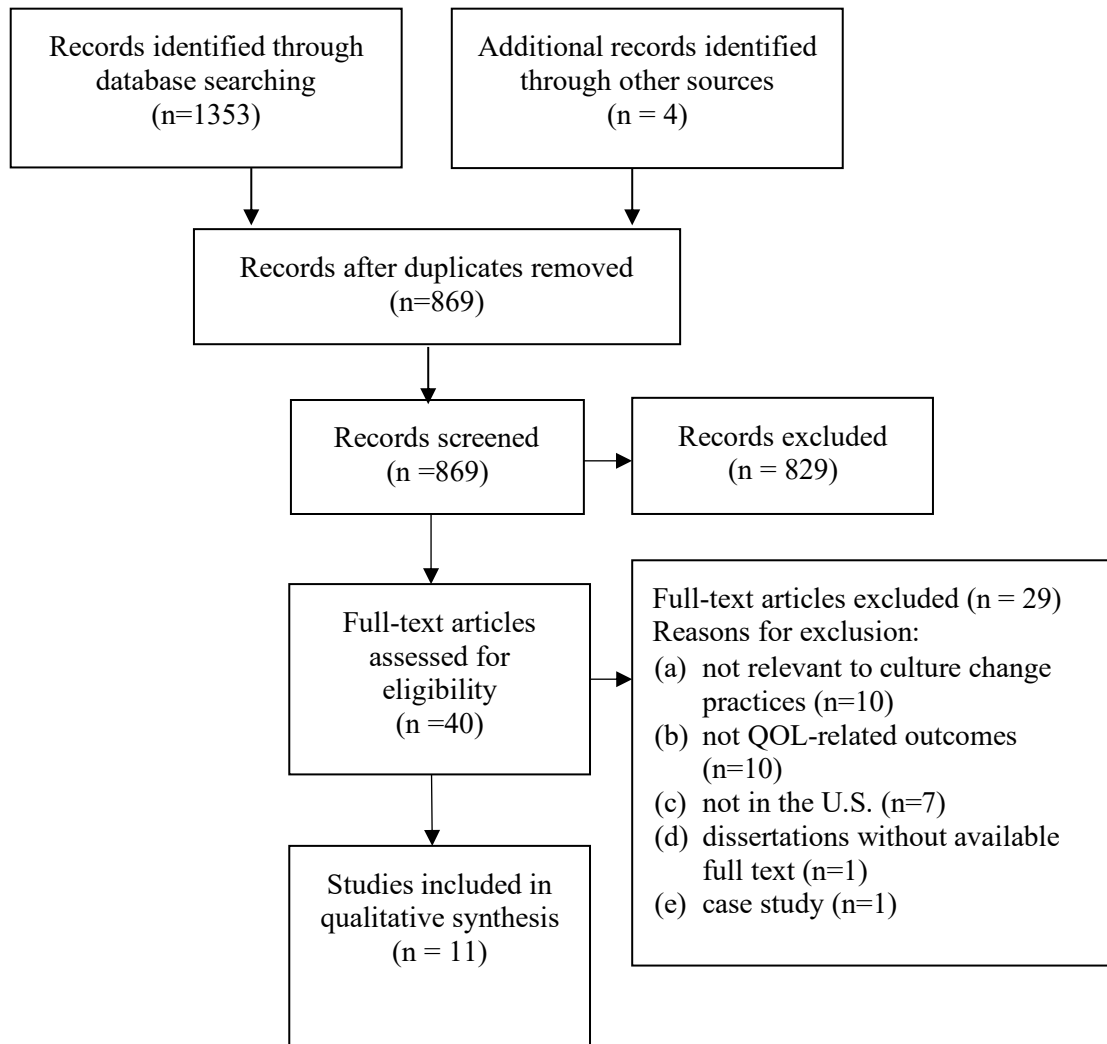 Records identified through
database searching
(n=1353)
Additional records identified
through other sources
(n = 4)
Records after duplicates removed
(n=869)
Records screened
(n =869)
Records excluded
(n = 829)
Full-text articles
assessed for
eligibility
(n =40)
Full-text articles excluded (n = 29)
Reasons for exclusion:
(a) not relevant to culture change
practices (n=10)
(b) not QOL-related outcomes
(n=10)
(c) not in the U.S. (n=7)
(d) dissertations without available
full text (n=1)
(e) case study (n=1)
Studies included in
qualitative synthesis
(n = 11)